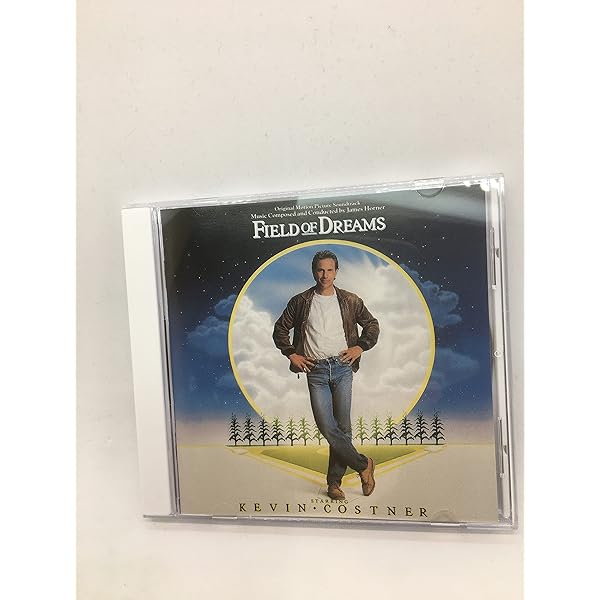 Original Motion Picture Soundtrack
Music Composed and Conducted by James Horner
FIELD OF DREAMS
STARRING
KEVIN · COSTNER